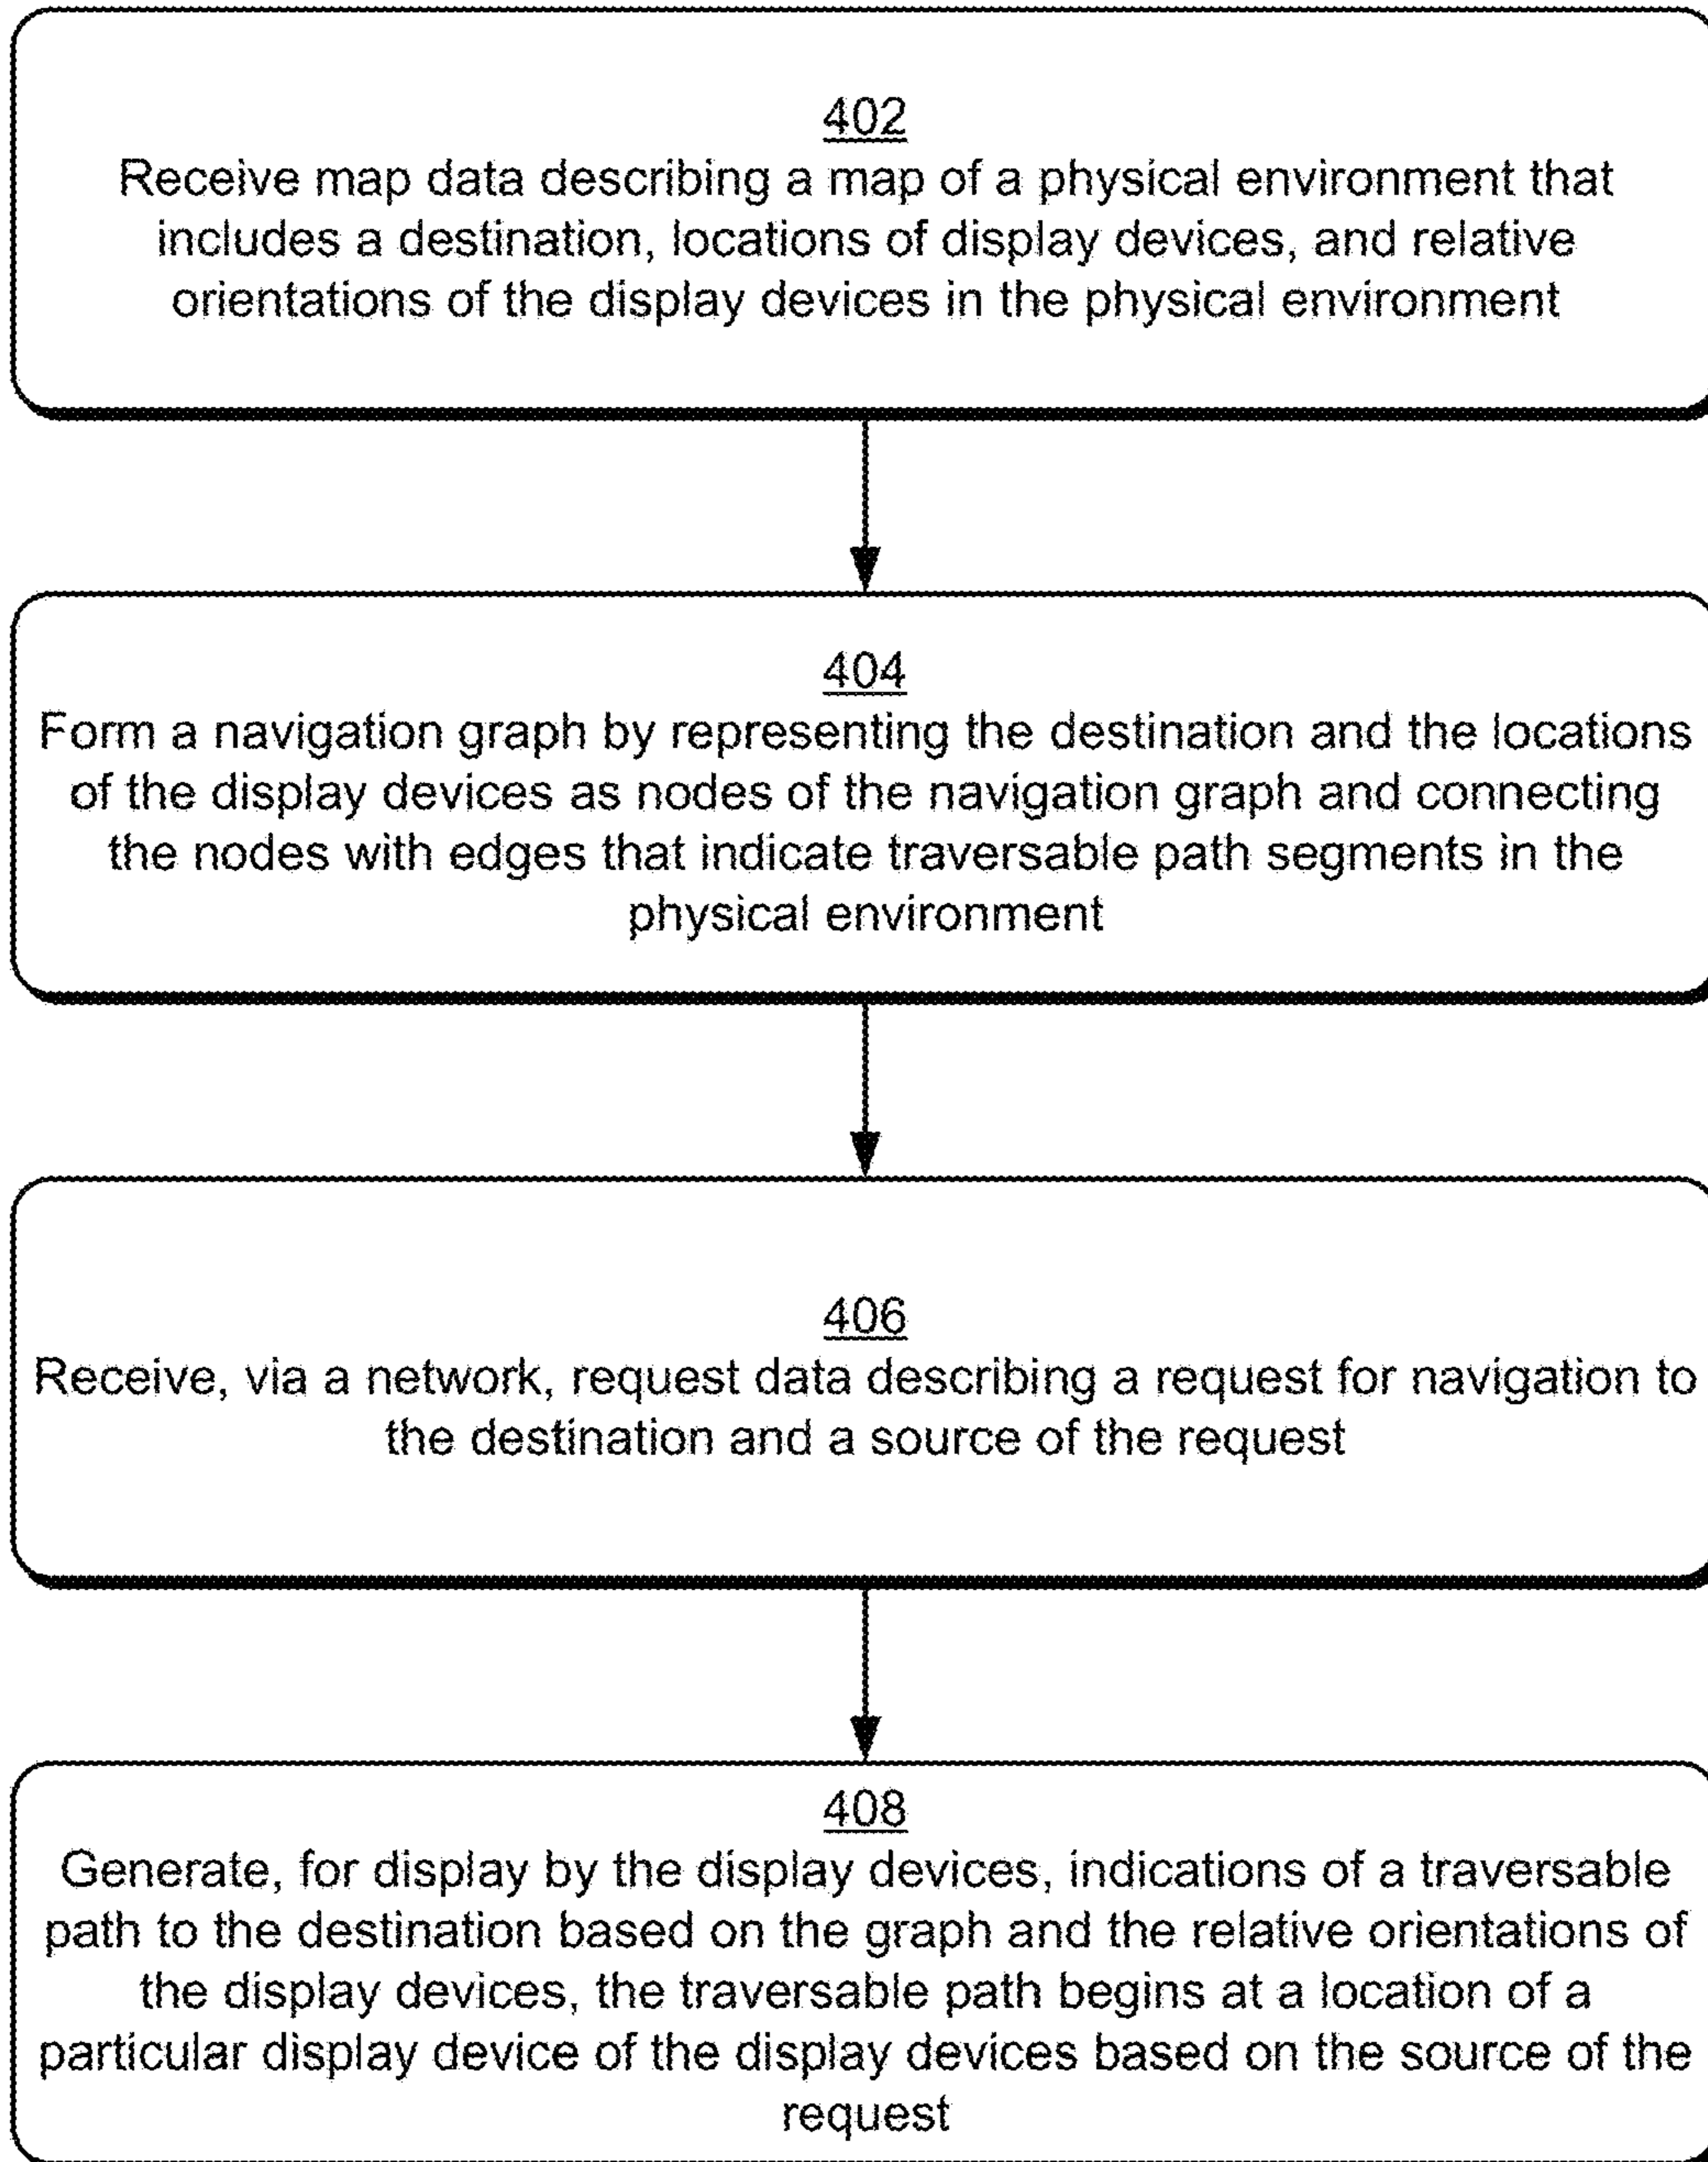 402
Receive map data describing a map of a physical environment that
includes a destination, locations of display devices, and relative
orientations of the display devices in the physical environment
404
Form a navigation graph by representing the destination and the locations
of the display devices as nodes of the navigation graph and connecting
the nodes with edges that indicate traversable path segments in the
physical environment
406
Receive, via a network, request data describing a request for navigation to
the destination and a source of the request
408
Generate, for display by the display devices, indications of a traversable
path to the destination based on the graph and the relative orientations of
the display devices, the traversable path begins at a location of a
particular display device of the display devices based on the source of the
request